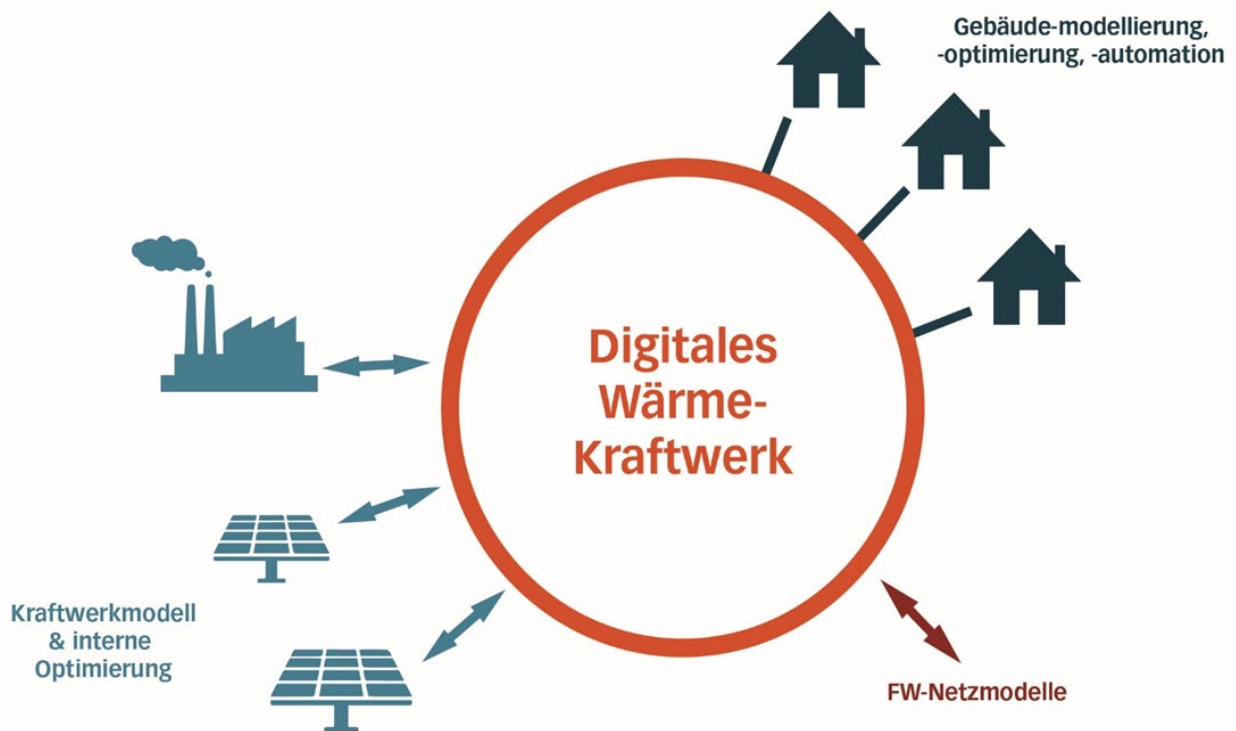 Gebäude-modellierung,
-optimierung, -automation
Digitales
Wärme-
Kraftwerk
Kraftwerkmodell
& interne
Optimierung
FW-Netzmodelle